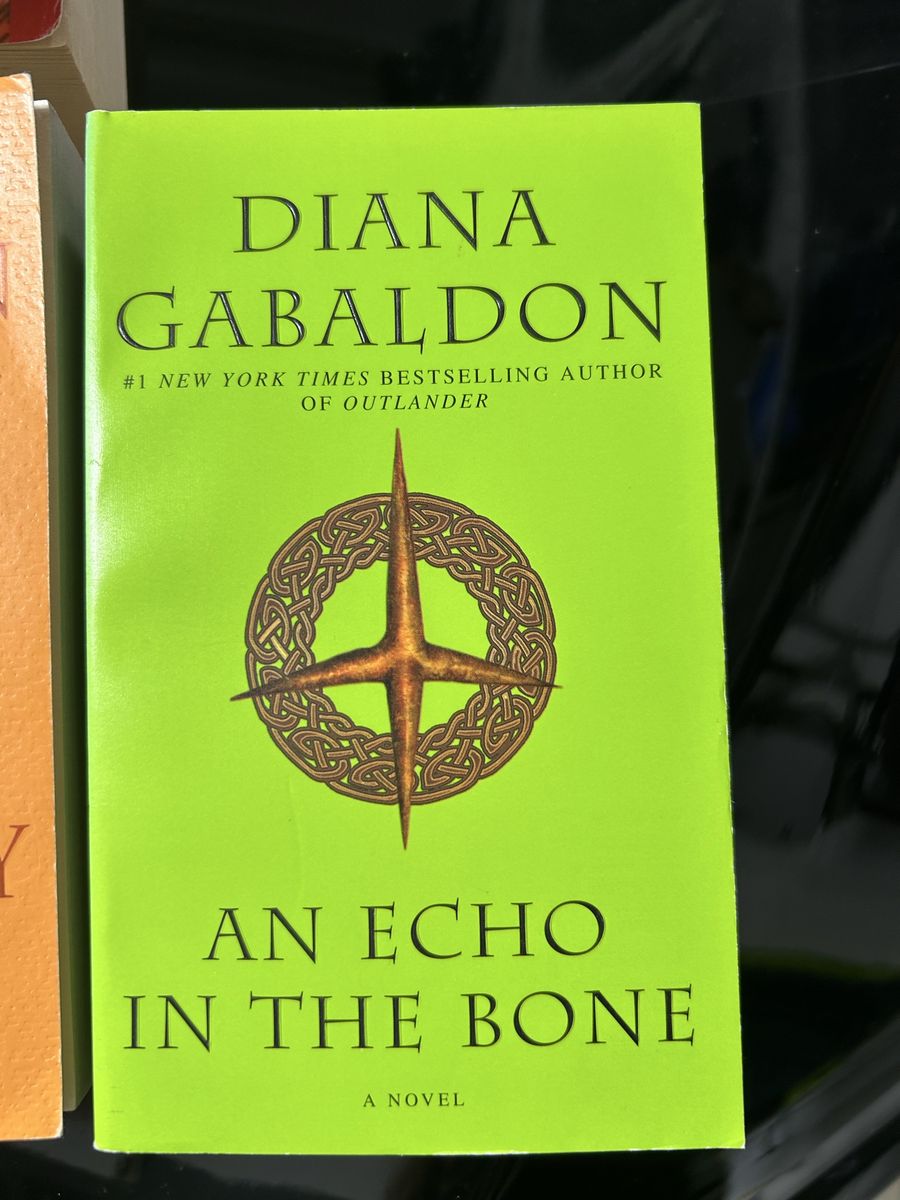 DIANA
GABALDON
#1 NEW YORK TIMES BESTSELLING AUTHOR
OF OUTLANDER
AN ECHO
IN THE BONE
A NOVEL
N
Y